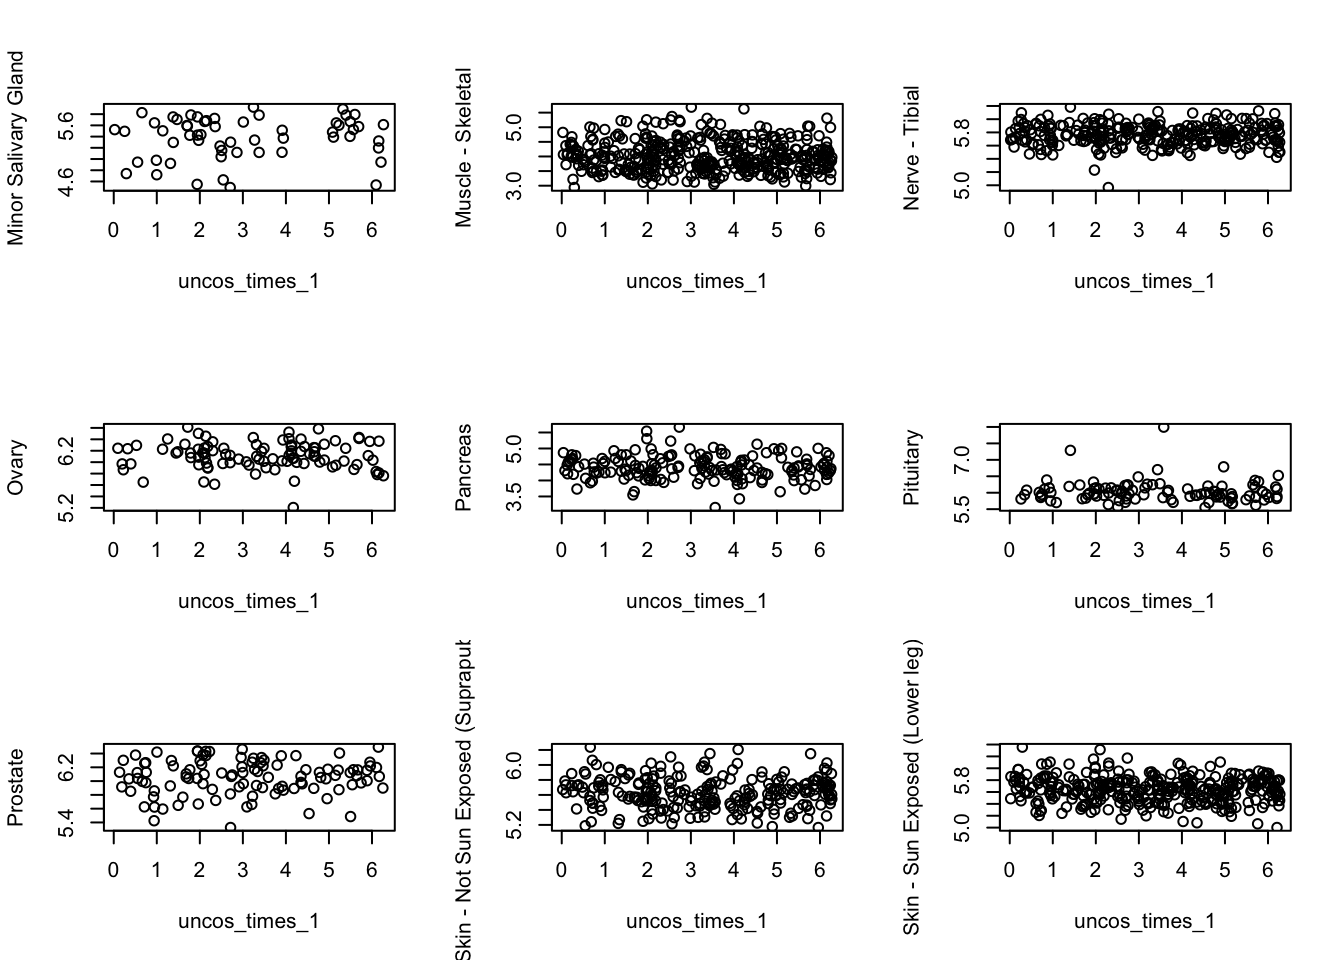 Minor Salivary Gland
5.6
4.6
0 1 2 3 4 5 6
uncos_times_1
Muscle - Skeletal
5.0
3.0
0 1 2 3 4 5 6
uncos_times_1
Nerve - Tibial
5.8
5.0
0 1 2 3 4 5 6
uncos_times_1
Ovary
6.2
5.2
0 1 2 3 4 5 6
uncos_times_1
Pancreas
5.0
3.5
0 1 2 3 4 5 6
uncos_times_1
Pituitary
7.0
5.5
0 1 2 3 4 5 6
uncos_times_1
Prostate
6.2
5.4
0 1 2 3 4 5 6
uncos_times_1
Skin - Not Sun Exposed (Suprapub
6.0
5.2
0 1 2 3 4 5 6
uncos_times_1
Skin - Sun Exposed (Lower leg)
5.8
5.0
0 1 2 3 4 5 6
uncos_times_1